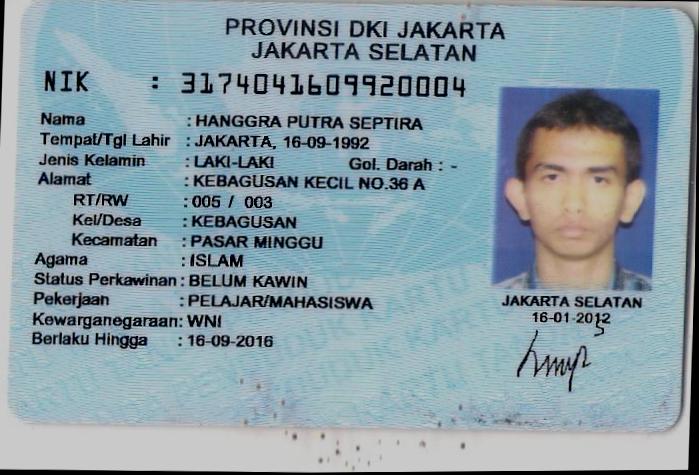 PROVINSI DKI JAKARTA
JAKARTA SELATAN
NIK : 3174041609920004
Nama : HANGGRA PUTRA SEPTIRA
Tempat/Tgl Lahir : JAKARTA, 16-09-1992
Jenis Kelamin : LAKI-LAKI Gol. Darah : -
Alamat : KEBAGUSAN KECIL NO.36 A
RT/RW : 005 / 003
Kel/Desa : KEBAGUSAN
Kecamatan : PASAR MINGGU
Agama : ISLAM
Status Perkawinan : BELUM KAWIN
Pekerjaan : PELAJAR/MAHASISWA
Kewarganegaraan : WNI
Berlaku Hingga : 16-09-2016
JAKARTA SELATAN
16-01-2012